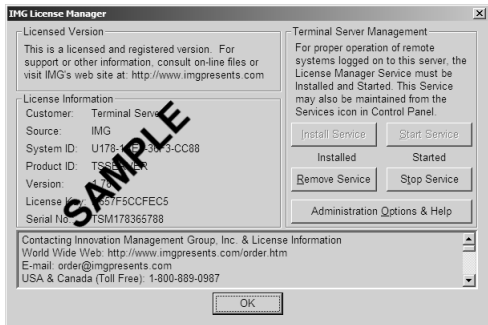 IMG License Manager
Licensed Version
This is a licensed and registered version. For
support or other information, consult on-line files or
visit IMG's web site at: http://www.imgpresents.com
License Information
Customer: Terminal Server
Source: IMG
System ID:
Product ID:
Version:
License Key:
Serial No: TSM178365788
SAMPLE
Terminal Server Management
For proper operation of remote
systems logged on to this server, the
License Manager Service must be
Installed and Started. This Service
may also be maintained from the
Services icon in Control Panel.
Install Service Start Service
Installed Started
Remove Service Stop Service
Administration Options & Help
Contacting Innovation Management Group, Inc. & License Information
World Wide Web: http://www.imgpresents.com/order.htm
E-mail: order@imgpresents.com
USA & Canada (Toll Free): 1-800-889-0987
OK